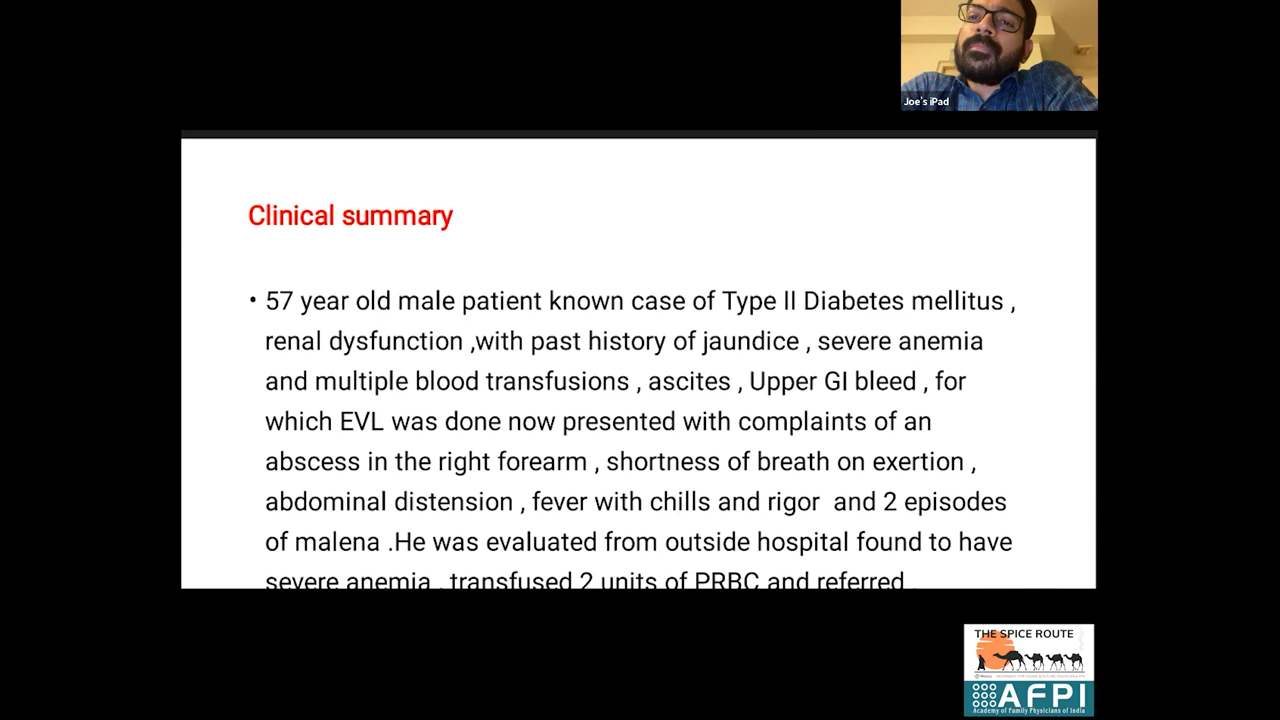 Joe's iPad
Clinical summary
• 57 year old male patient known case of Type II Diabetes mellitus ,
renal dysfunction ,with past history of jaundice , severe anemia
and multiple blood transfusions , ascites , Upper GI bleed , for
which EVL was done now presented with complaints of an
abscess in the right forearm , shortness of breath on exertion ,
abdominal distension , fever with chills and rigor  and 2 episodes
of malena .He was evaluated from outside hospital found to have
severe anemia , transfused 2 units of PRBC and referred .
THE SPICE ROUTE
AFPI
Academy of Family Physicians of India